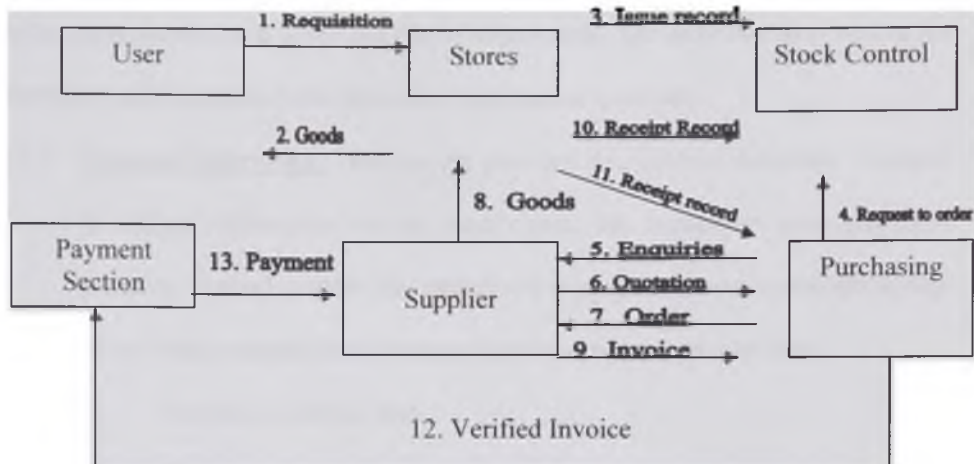 1. Requisition
3. Issue record.
User
Stores
Stock Control
2. Goods
10. Receipt Record
11. Receipt record
8. Goods
4. Request to order
Payment
Section
13. Payment
Supplier
5. Enquiries
6. Quotation
7. Order
9. Invoice
Purchasing
12. Verified Invoice